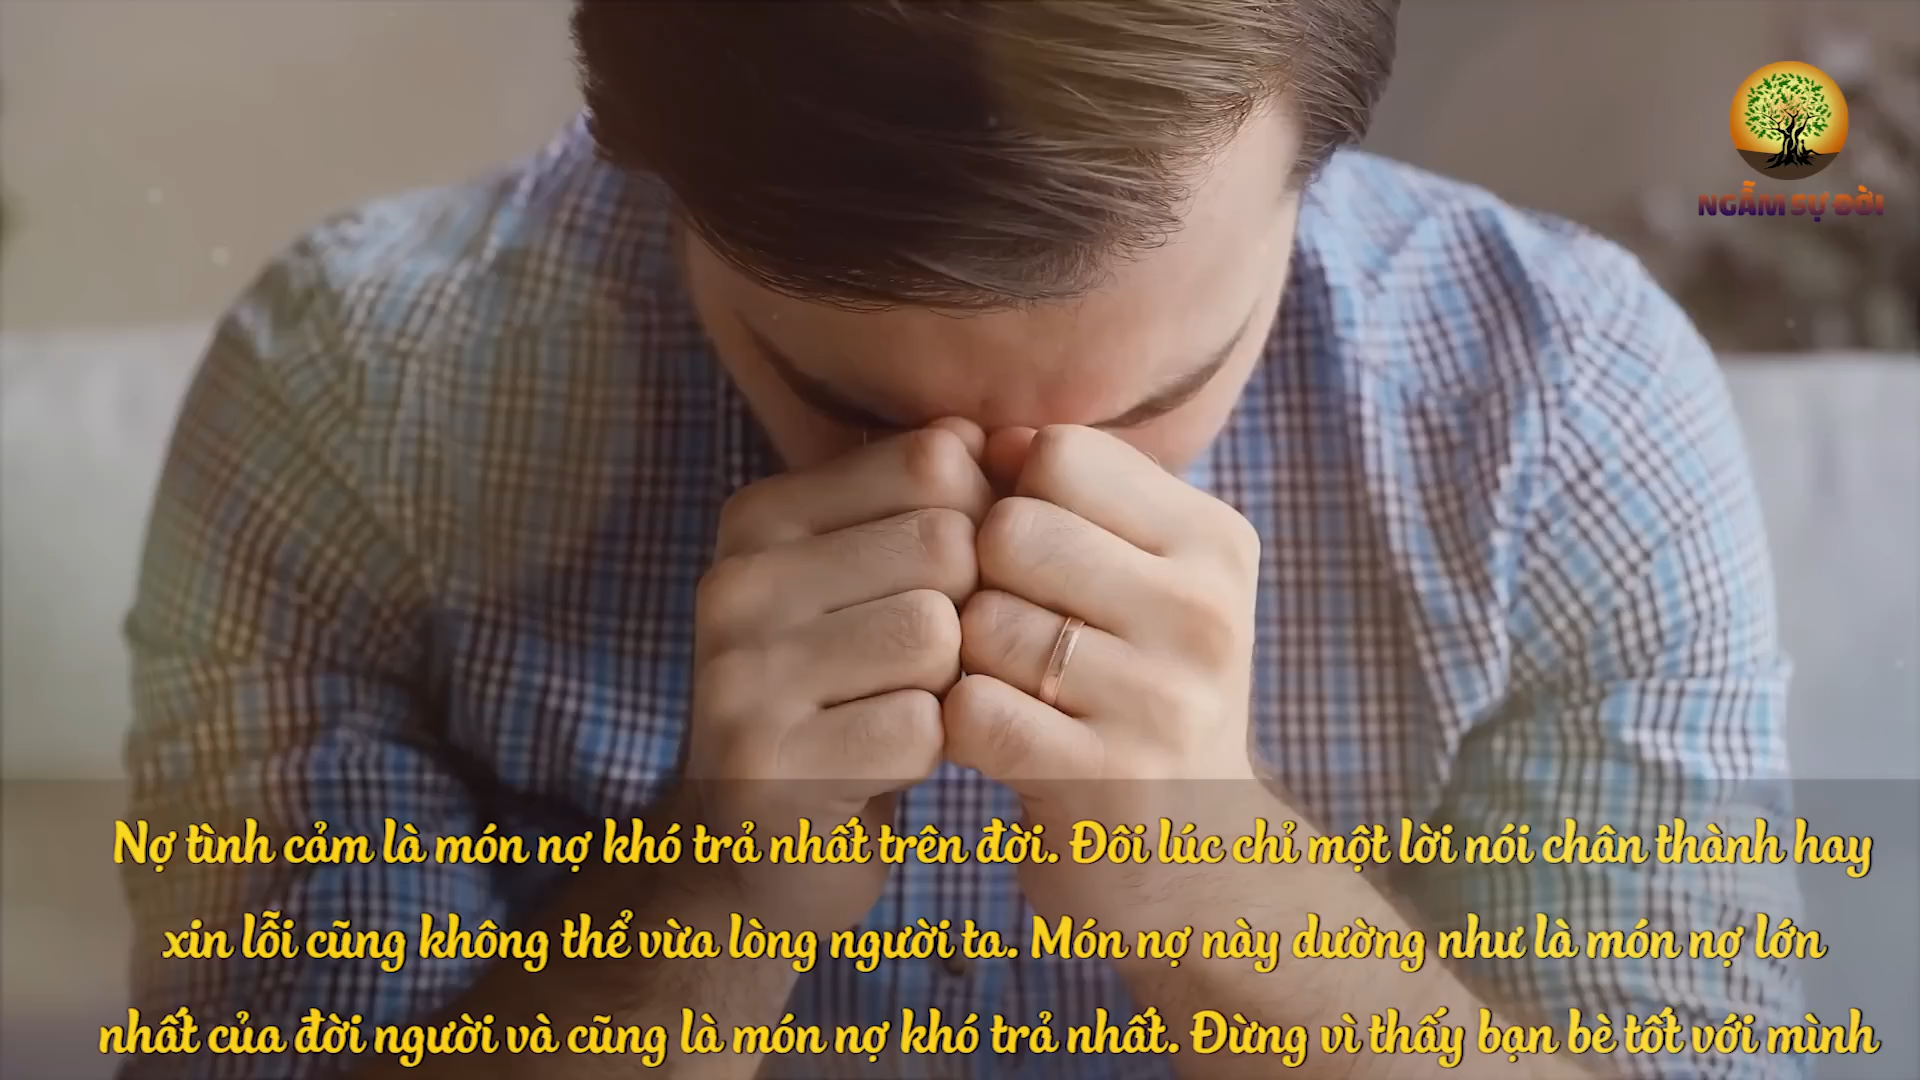 NGẪM SỰ ĐỜI
Nợ tình cảm là món nợ khó trả nhất trên đời. Đôi lúc chỉ một lời nói chân thành hay
xin lỗi cũng không thể vừa lòng người ta. Món nợ này dường như là món nợ lớn
nhất của đời người và cũng là món nợ khó trả nhất. Đừng vì thấy bạn bè tốt với mình